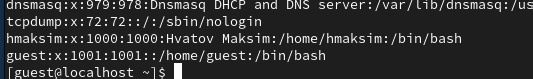 dnsmasq:x:979:978:Dnsmasq DHCP and DNS server:/var/lib/dnsmasq:/us
tcpdump:x:72:72::/:/sbin/nologin
hmaksim:x:1000:1000:Hvatov Maksim:/home/hmaksim:/bin/bash
guest:x:1001:1001::/home/guest:/bin/bash
[guest@localhost ~]$